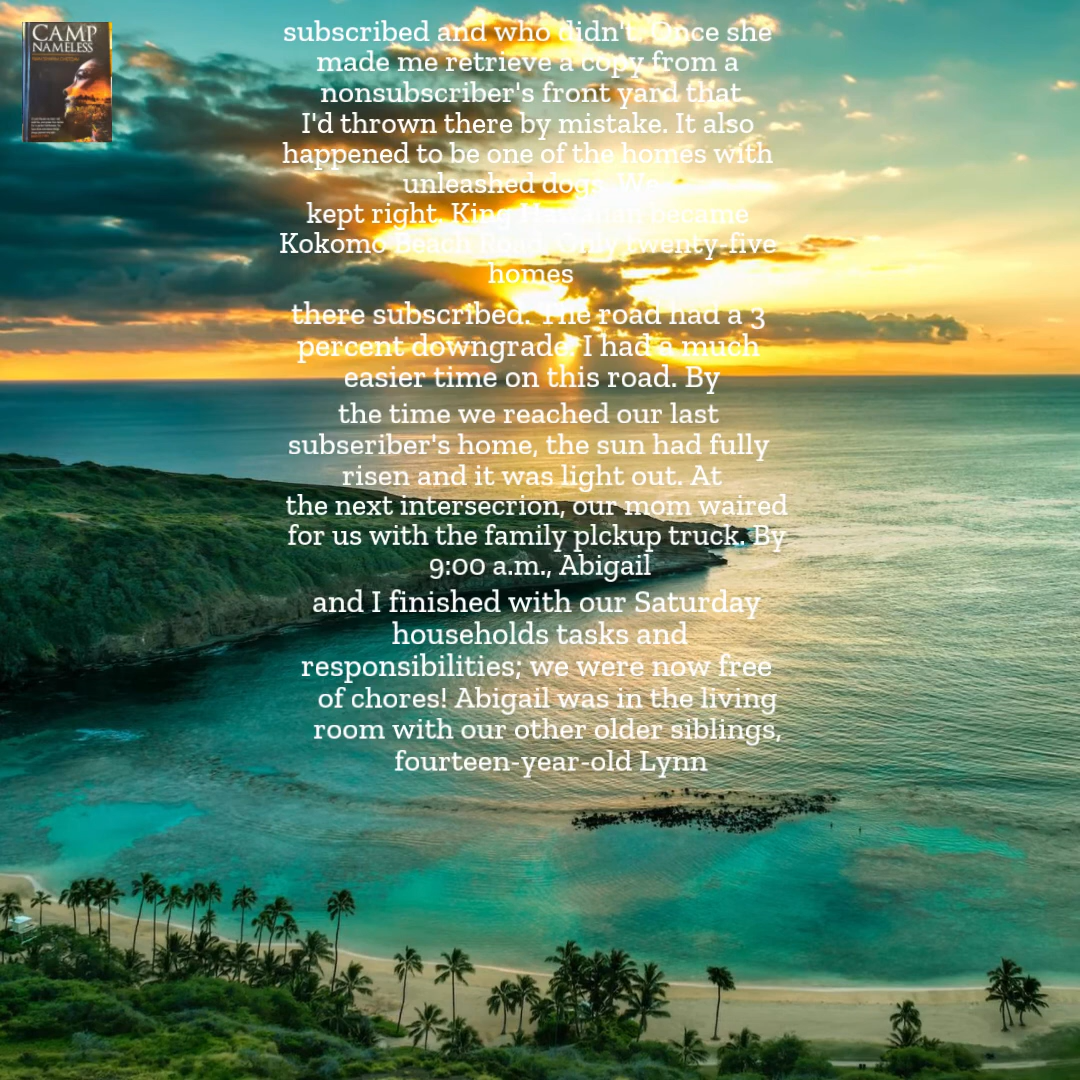 CAMP
NAMELESS
subscribed and who didn't. Once she
made me retrieve a copy from a
nonsubscriber's front yard that
I'd thrown there by mistake. It also
happened to be one of the homes with
unleashed dogs. We
kept right. King Hawaiian became
Kokomo Beach Road. Only twenty-five
homes
there subscribed. The road had a 3
percent downgrade. I had a much
easier time on this road. By
the time we reached our last
subseriber's home, the sun had fully
risen and it was light out. At
the next intersecrion, our mom waired
for us with the family plckup truck. By
9:00 a.m., Abigail
and I finished with our Saturday
households tasks and
responsibilities; we were now free
of chores! Abigail was in the living
room with our other older siblings,
fourteen-year-old Lynn